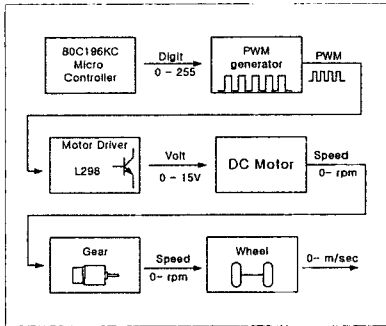 80C196KC
Micro
Controller
Digit
0 - 255
PWM
generator
PWM
Motor Driver
L298
Volt
0 - 15V
DC Motor
Speed
0- rpm
Gear
Speed
0- rpm
Wheel
0- m/sec